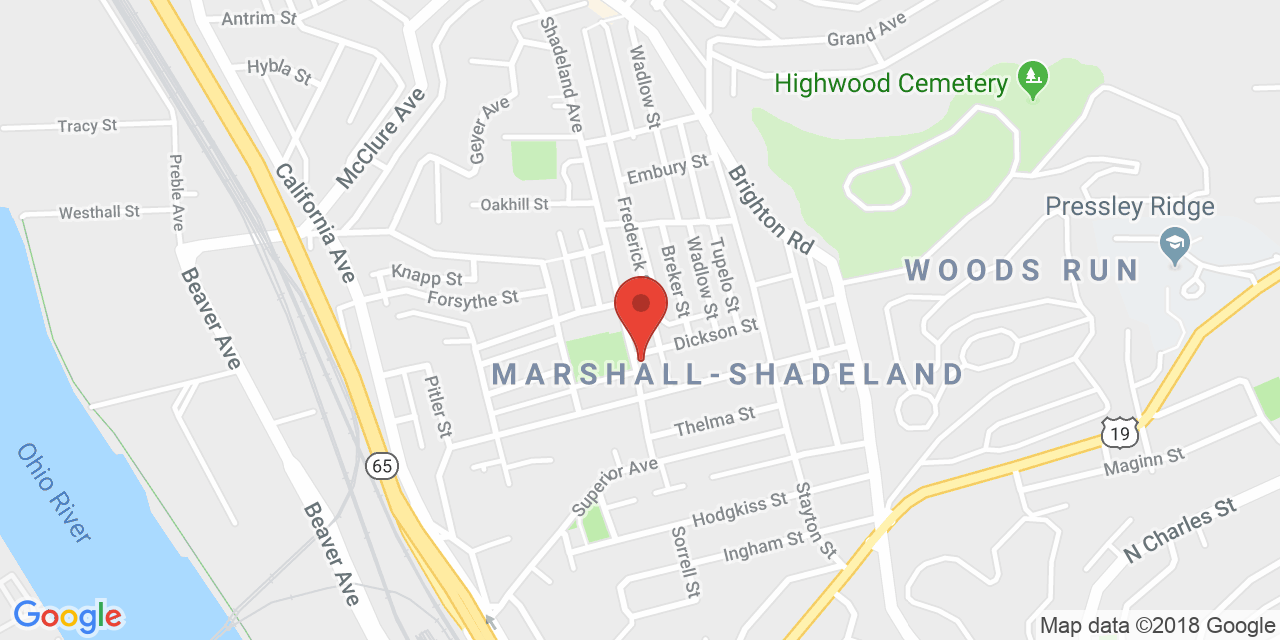 Antrim St
Grand Ave
Shadeland Ave
Wadlow St
Hybla St
Highwood Cemetery
McClure Ave
Geyer Ave
Tracy St
Preble Ave
Embury St
Brighton Rd
California Ave
Westhall St
Oakhill St
Frederick
Pressley Ridge
Breker St
Wadlow St
Tupelo St
WOODS RUN
Knapp St
Forsythe St
Beaver Ave
Dickson St
MARSHALL-SHADELAND
Pitler St
Thelma St
19
65
Superior Ave
Maginn St
Ohio River
Stayton St
Hodgkiss St
Beaver Ave
Sorrell St
Ingham St
N Charles St
Google
Map data ©2018 Google